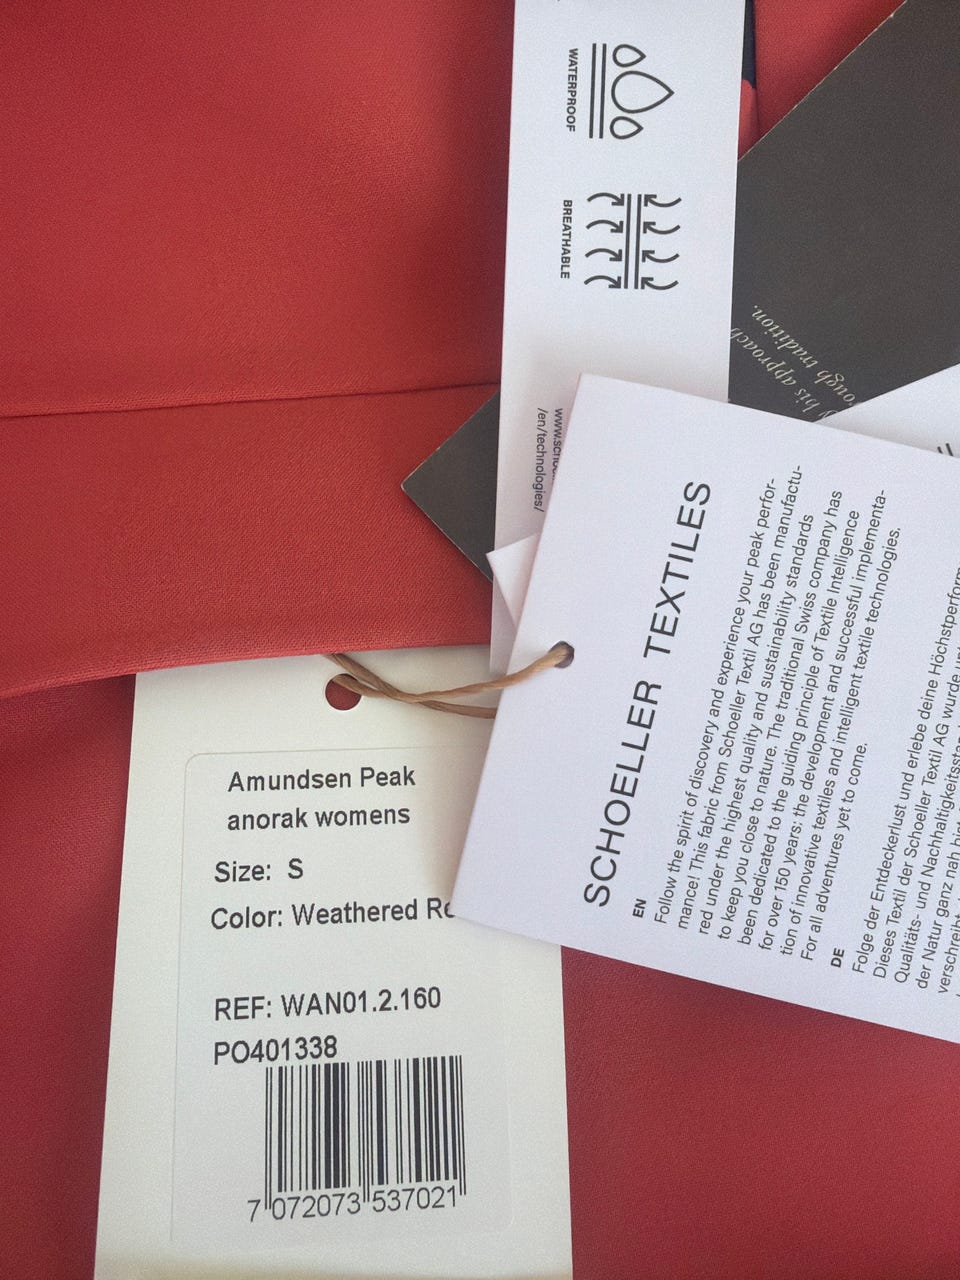 WATERPROOF
BREATHABLE
/en/technologies/
his approach
ough tradition.
SCHOELLER TEXTILES
EN
Follow the spirit of discovery and experience your peak perfor-
mance! This fabric from Schoeller Textil AG has been manufactu-
red under the highest quality and sustainability standards
to keep you close to nature. The traditional Swiss company has
been dedicated to the guiding principle of Textile Intelligence
for over 150 years: the development and successful implementa-
tion of innovative textiles and intelligent textile technologies.
For all adventures yet to come.
DE
Folge der Entdeckerlust und erlebe deine
Dieses Textil der Schoeller Textil AG wurde
Qualitäts- und
der Natur ganz nah
Amundsen Peak
anorak womens
Size: S
Color: Weathered
REF: WAN01.2.160
PO401338
7 072073 537021